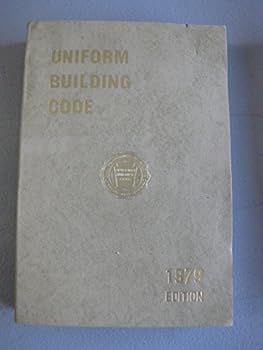 UNIFORM
BUILDING
CODE
1979
EDITION